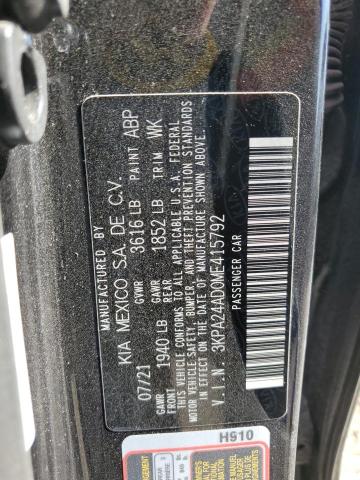 MANUFACTURED BY
KIA MEXICO S.A. DE C.V.
07/21 GVWR 3616 LB PAINT ABP
GAWR FRONT 1940 LB GAWR REAR 1852 LB TRIM WK
THIS VEHICLE CONFORMS TO ALL APPLICABLE U.S.A. FEDERAL
MOTOR VEHICLE SAFETY, BUMPER, AND THEFT PREVENTION STANDARDS
IN EFFECT ON THE DATE OF MANUFACTURE SHOWN ABOVE.
V.I.N. 3KPA24AD0ME415792
PASSENGER CAR
H910